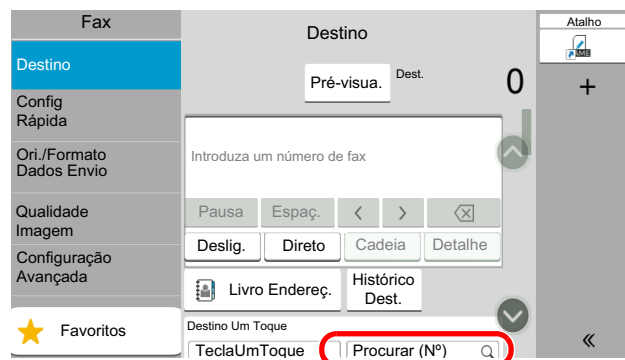 Fax
Destino
Config
Rápida
Ori./Formato
Dados Envio
Qualidade
Imagem
Configuração
Avançada
Favoritos
Destino
Pré-visua.
Dest.
0
Introduza um número de fax
Pausa
Espaç.
Deslig.
Direto
Cadeia
Detalhe
Livro Endereç.
Histórico
Dest.
Destino Um Toque
TeclaUmToque
Procurar (Nº)
Atalho
+
«